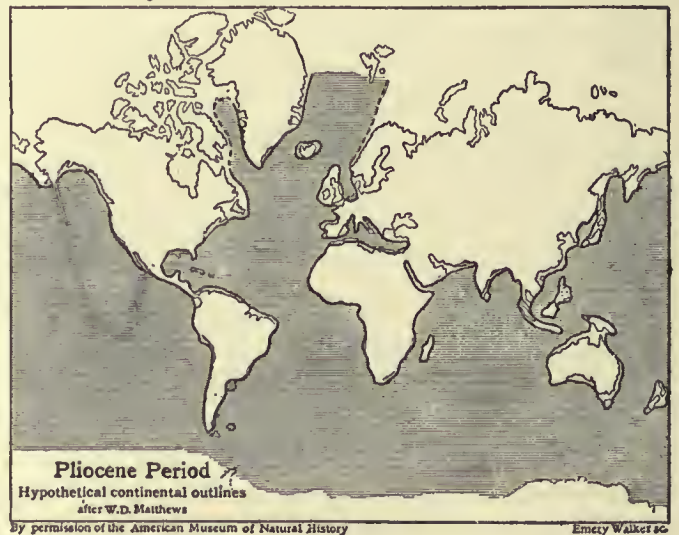 Pliocene Period
Hypothetical continental outlines
after W.D. Matthews
By permission of the American Museum of Natural History
Emery Walker sc.